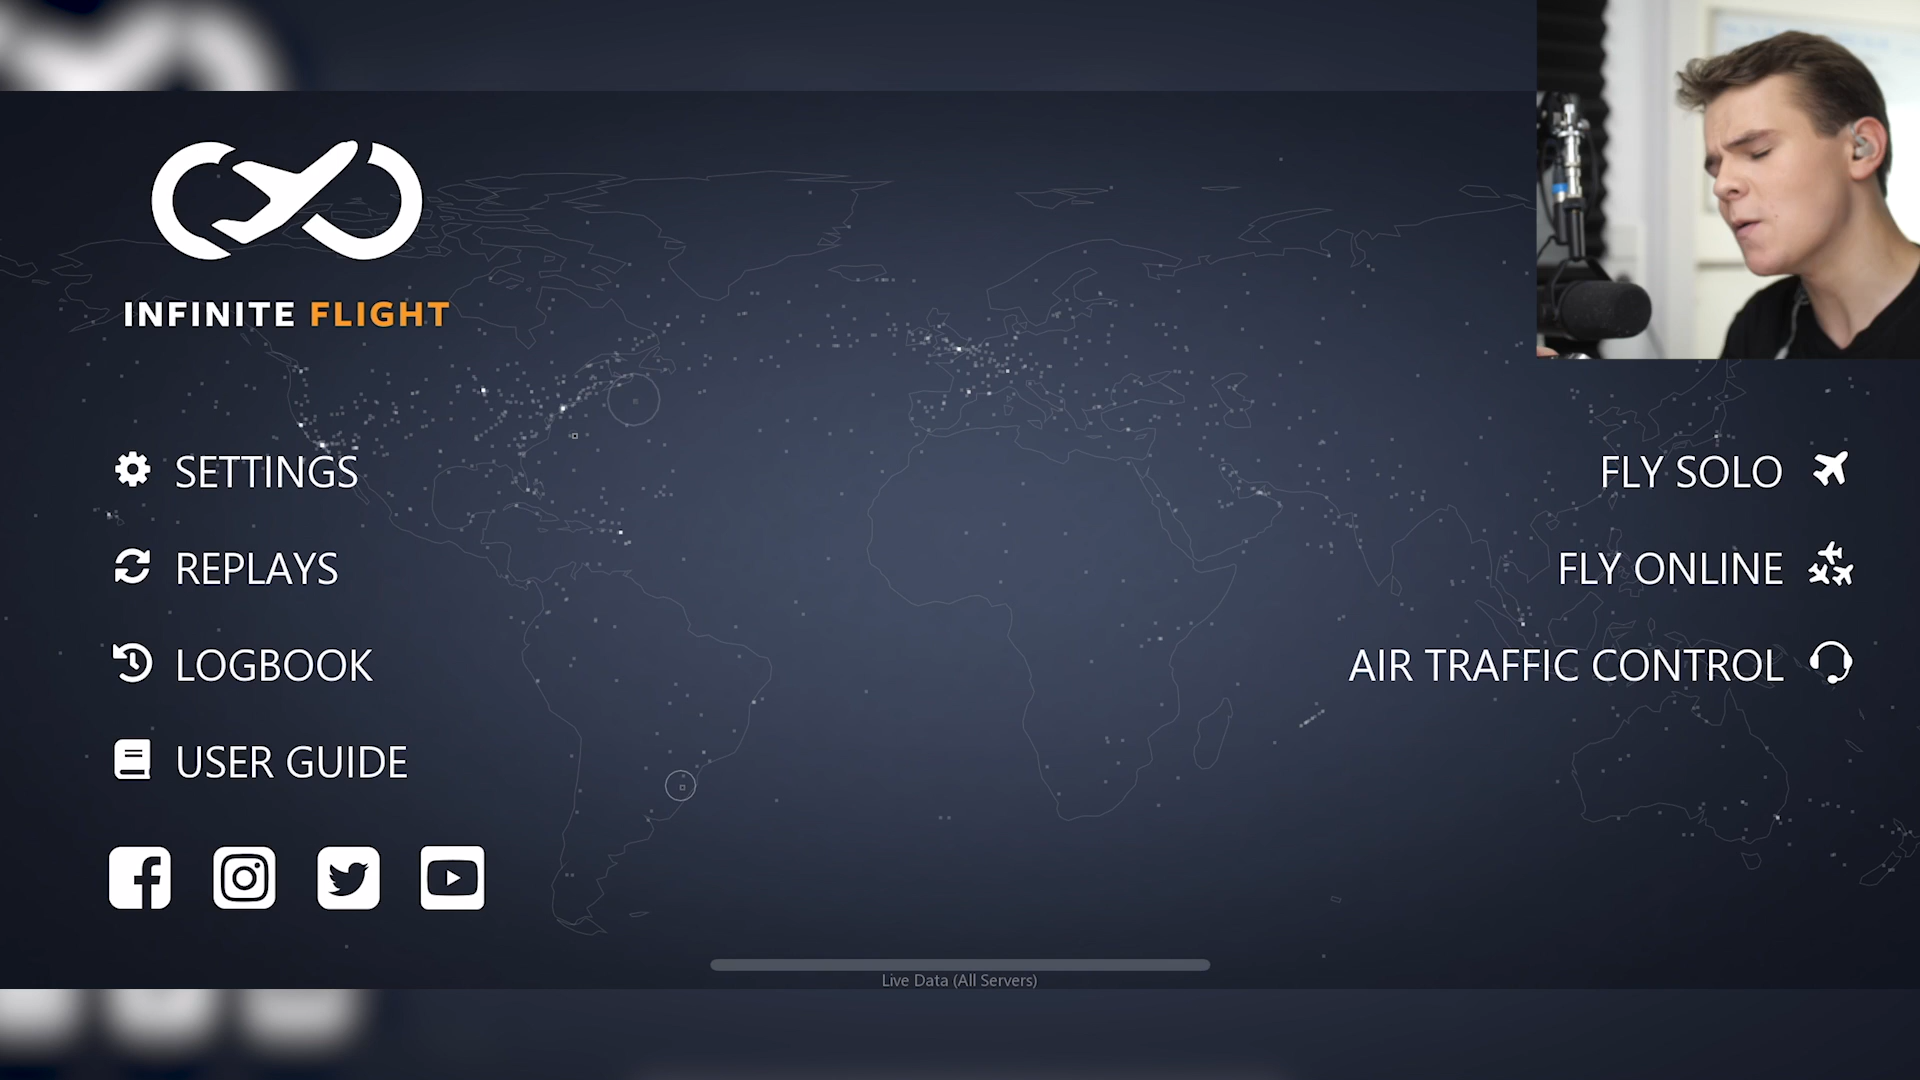 INFINITE FLIGHT
SETTINGS
REPLAYS
LOGBOOK
USER GUIDE
FLY SOLO
FLY ONLINE
AIR TRAFFIC CONTROL
Live Data (All Servers)